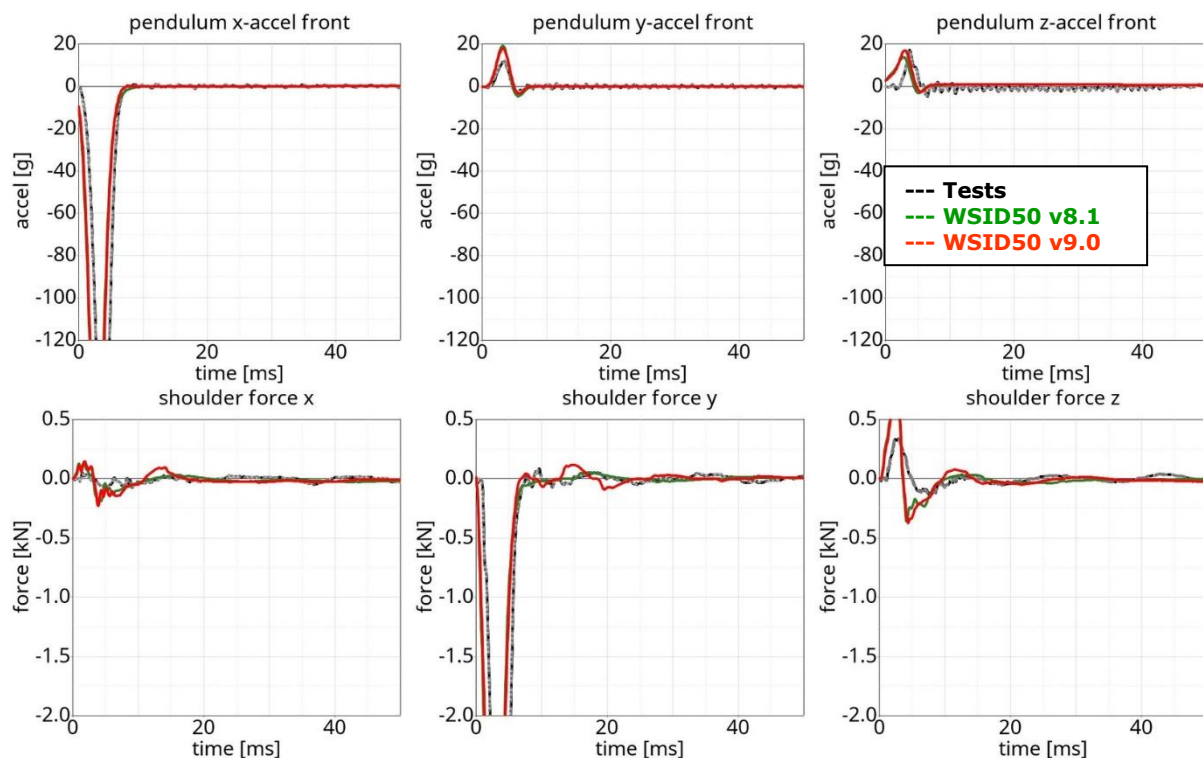 pendulum x-accel front
pendulum y-accel front
pendulum z-accel front
20
0
-20
-40
-60
-80
-100
-120
accel [g]
0
20
40
time [ms]
20
0
-20
-40
-60
-80
-100
-120
accel [g]
0
20
40
time [ms]
20
0
-20
-40
-60
-80
-100
-120
accel [g]
0
20
40
time [ms]
Tests
WSID50 v8.1
WSID50 v9.0
shoulder force x
shoulder force y
shoulder force z
0.5
0.0
-0.5
-1.0
-1.5
-2.0
force [kN]
0
20
40
time [ms]
0.5
0.0
-0.5
-1.0
-1.5
-2.0
force [kN]
0
20
40
time [ms]
0.5
0.0
-0.5
-1.0
-1.5
-2.0
force [kN]
0
20
40
time [ms]